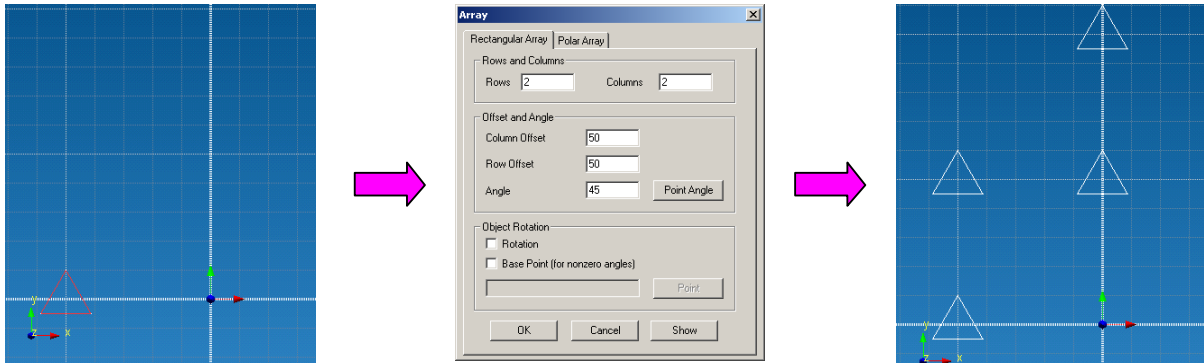 y
z x
Array
Rectangular Array Polar Array
Rows and Columns
Rows 2 Columns 2
Offset and Angle
Column Offset 50
Row Offset 50
Angle 45 Point Angle
Object Rotation
Rotation
Base Point (for nonzero angles)
Point
OK Cancel Show
y
z x